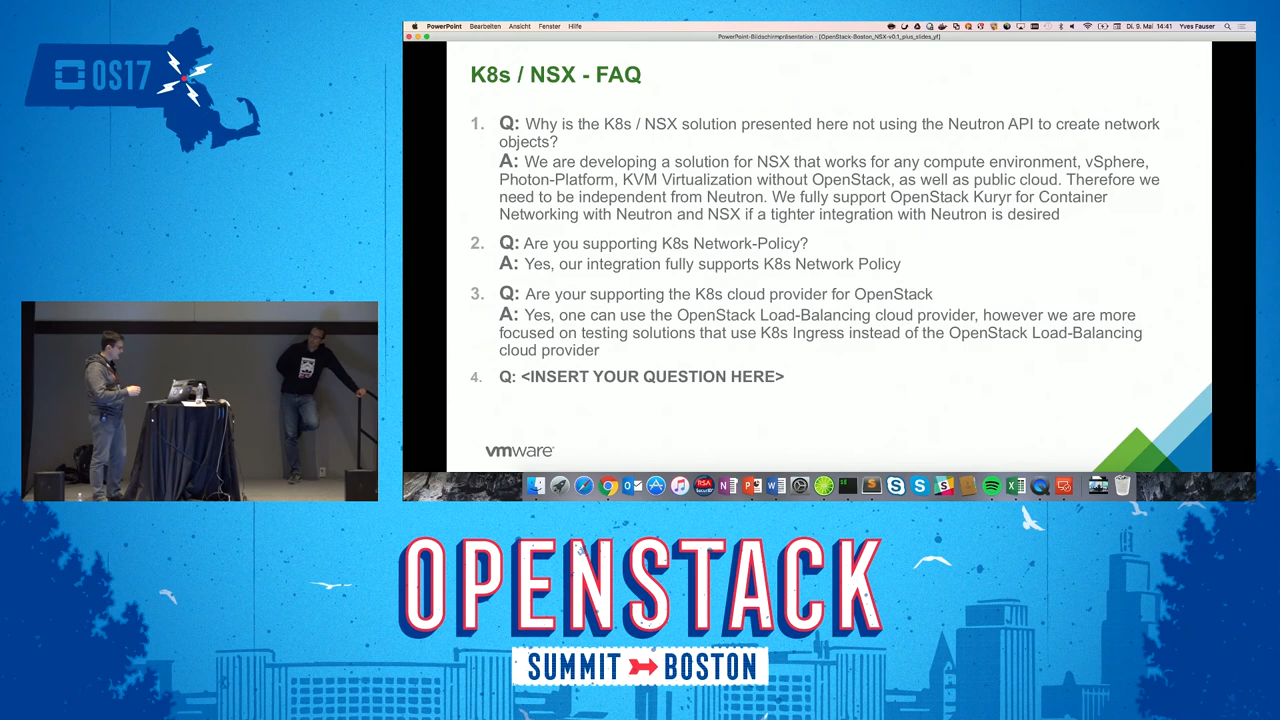 OS17
PowerPoint Bearbeiten Ansicht Fenster Hilfe
Di. 9. Mai 14:41 Yves Fauser
PowerPoint-Bildschirmpräsentation - [OpenStack-Boston_NSX-v0.1_plus_slides_yf]
K8s / NSX - FAQ
1. Q: Why is the K8s / NSX solution presented here not using the Neutron API to create network
objects?
A: We are developing a solution for NSX that works for any compute environment, vSphere,
Photon-Platform, KVM Virtualization without OpenStack, as well as public cloud. Therefore we
need to be independent from Neutron. We fully support OpenStack Kuryr for Container
Networking with Neutron and NSX if a tighter integration with Neutron is desired
2. Q: Are you supporting K8s Network-Policy?
A: Yes, our integration fully supports K8s Network Policy
3. Q: Are your supporting the K8s cloud provider for OpenStack
A: Yes, one can use the OpenStack Load-Balancing cloud provider, however we are more
focused on testing solutions that use K8s Ingress instead of the OpenStack Load-Balancing
cloud provider
4. Q: <INSERT YOUR QUESTION HERE>
vmware
RSA
OPENSTACK
SUMMIT BOSTON